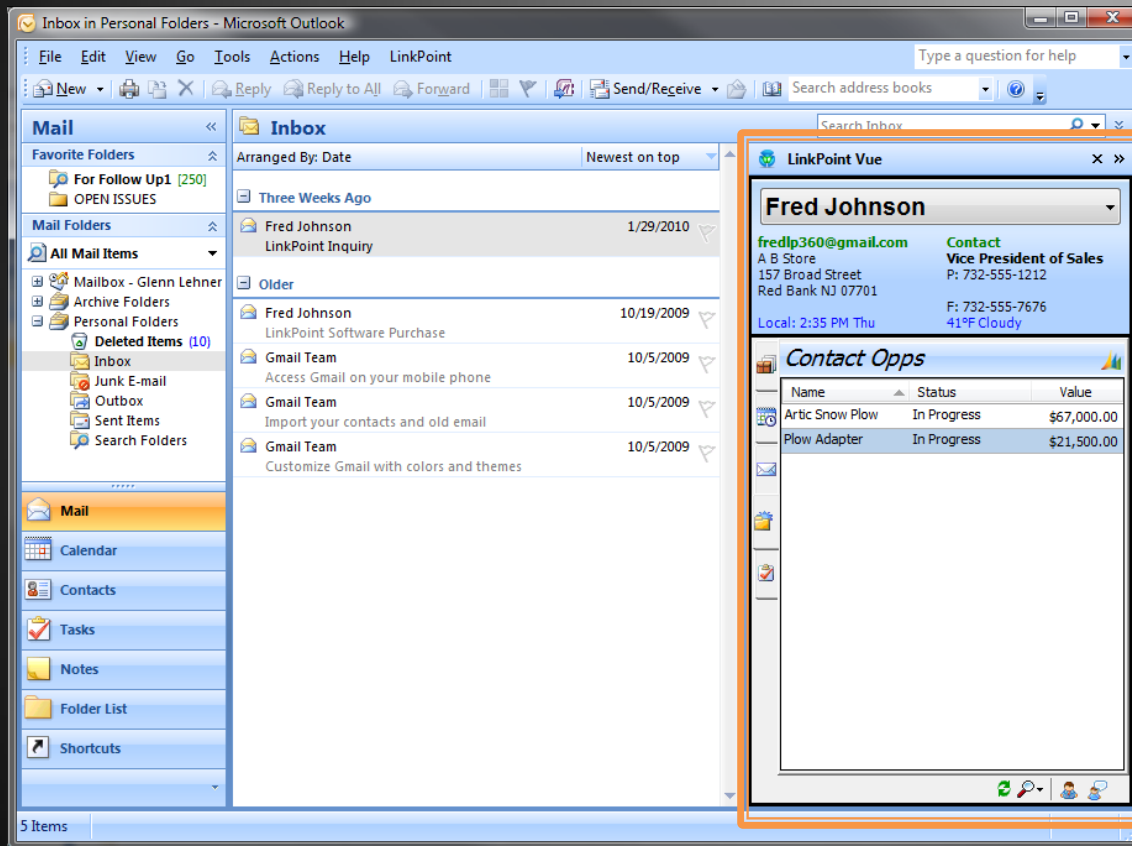 Inbox in Personal Folders - Microsoft Outlook
File Edit View Go Tools Actions Help LinkPoint
Type a question for help
New Reply Reply to All Forward Send/Receive Search address books
Mail «
Favorite Folders
For Follow Up1 [250]
OPEN ISSUES
Mail Folders
All Mail Items
Mailbox - Glenn Lehner
Archive Folders
Personal Folders
Deleted Items (10)
Inbox
Junk E-mail
Outbox
Sent Items
Search Folders
Mail
Calendar
Contacts
Tasks
Notes
Folder List
Shortcuts
5 Items
Inbox
Search Inbox
Arranged By: Date Newest on top
Three Weeks Ago
Fred Johnson 1/29/2010
LinkPoint Inquiry
Older
Fred Johnson 10/19/2009
LinkPoint Software Purchase
Gmail Team 10/5/2009
Access Gmail on your mobile phone
Gmail Team 10/5/2009
Import your contacts and old email
Gmail Team 10/5/2009
Customize Gmail with colors and themes
LinkPoint Vue
Fred Johnson
fredlp360@gmail.com Contact
A B Store Vice President of Sales
157 Broad Street P: 732-555-1212
Red Bank NJ 07701
F: 732-555-7676
Local: 2:35 PM Thu 41°F Cloudy
Contact Opps
Name Status Value
Artic Snow Plow In Progress $67,000.00
Plow Adapter In Progress $21,500.00